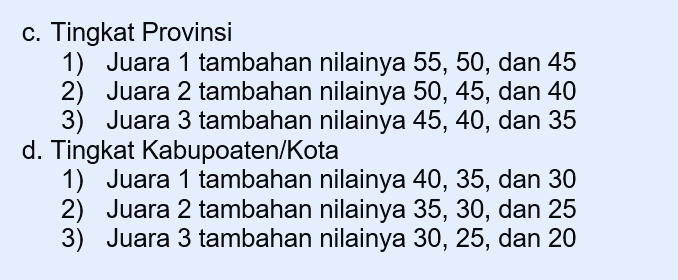 c. Tingkat Provinsi
1) Juara 1 tambahan nilainya 55, 50, dan 45
2) Juara 2 tambahan nilainya 50, 45, dan 40
3) Juara 3 tambahan nilainya 45, 40, dan 35
d. Tingkat Kabupoaten/Kota
1) Juara 1 tambahan nilainya 40, 35, dan 30
2) Juara 2 tambahan nilainya 35, 30, dan 25
3) Juara 3 tambahan nilainya 30, 25, dan 20